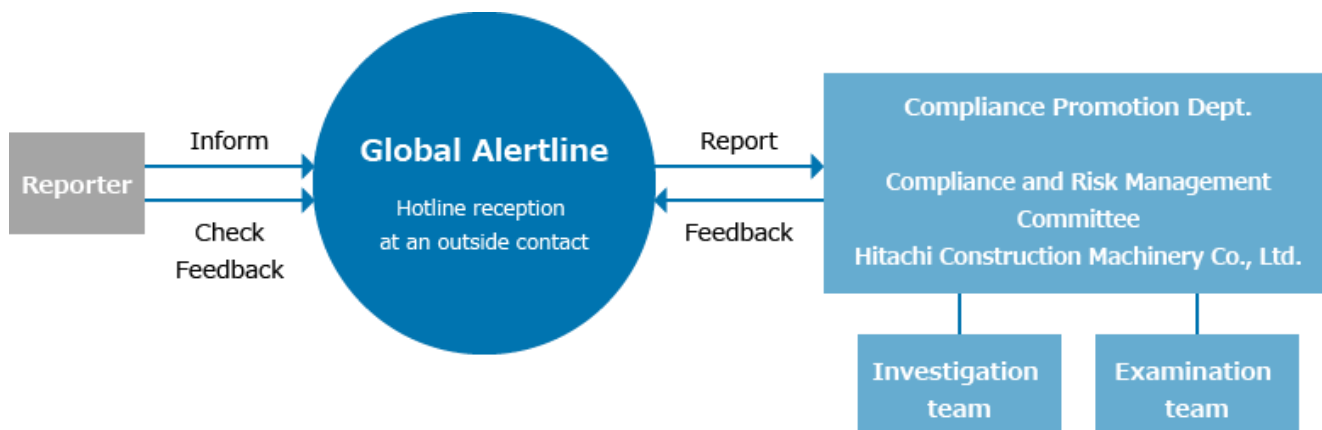 Reporter
Inform
Check
Feedback
Global Alertline
Hotline reception
at an outside contact
Report
Feedback
Compliance Promotion Dept.
Compliance and Risk Management
Committee
Hitachi Construction Machinery Co., Ltd.
Investigation
team
Examination
team